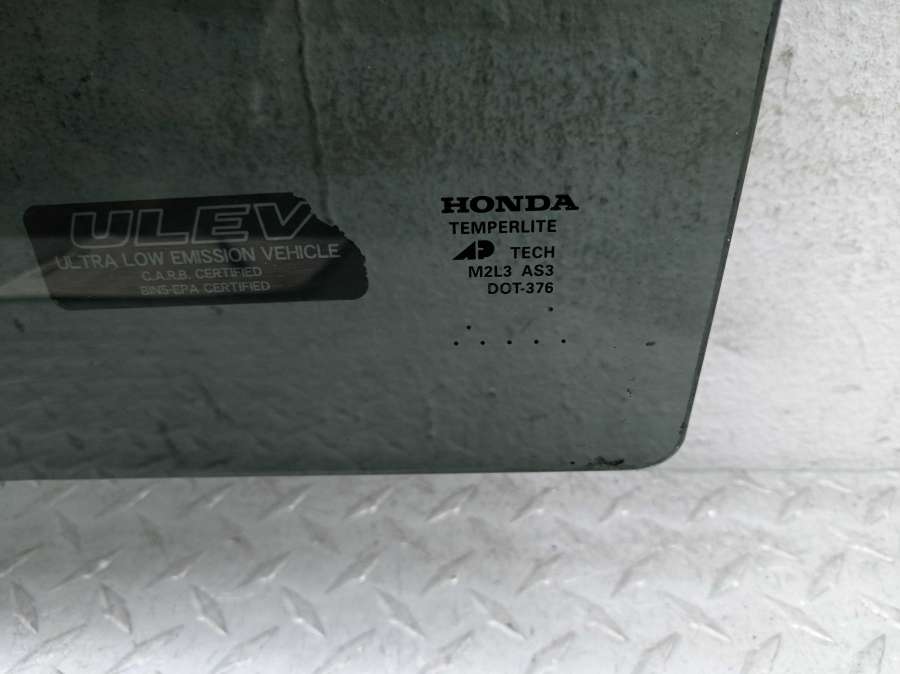 ULEV
ULTRA LOW EMISSION VEHICLE
C.A.R.B. CERTIFIED
BIN5-EPA CERTIFIED
HONDA
TEMPERLITE
AP TECH
M2L3 AS3
DOT-376